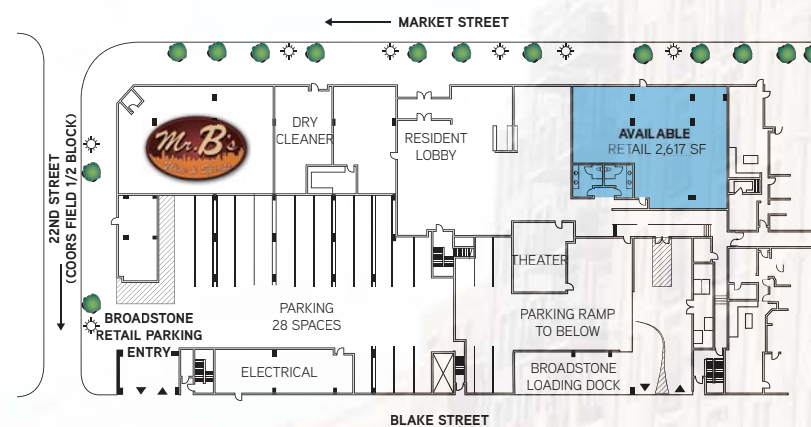 MARKET STREET
22ND STREET
(COORS FIELD 1/2 BLOCK)
Mr. B's
DRY
CLEANER
RESIDENT
LOBBY
AVAILABLE
RETAIL 2,617 SF
THEATER
PARKING
28 SPACES
PARKING RAMP
TO BELOW
BROADSTONE
RETAIL PARKING
ENTRY
ELECTRICAL
BROADSTONE
LOADING DOCK
BLAKE STREET